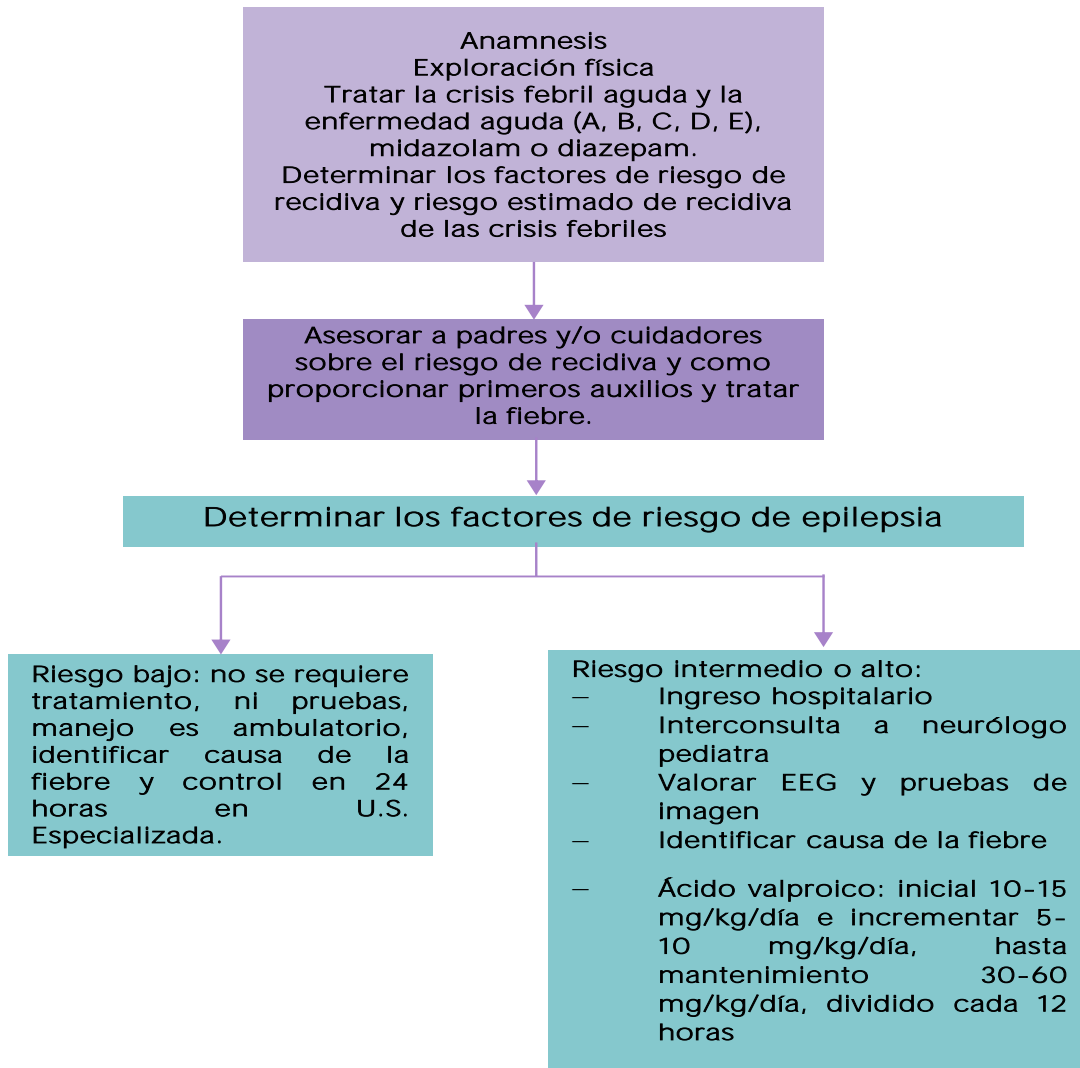 Anamnesis
Exploración física
Tratar la crisis febril aguda y la
enfermedad aguda (A, B, C, D, E),
midazolam o diazepam.
Determinar los factores de riesgo de
recidiva y riesgo estimado de recidiva
de las crisis febriles
Asesorar a padres y/o cuidadores
sobre el riesgo de recidiva y como
proporcionar primeros auxilios y tratar
la fiebre.
Determinar los factores de riesgo de epilepsia
Riesgo bajo: no se requiere
tratamiento, ni pruebas,
manejo es ambulatorio,
identificar causa de la
fiebre y control en 24
horas en U.S.
Especializada.
Riesgo intermedio o alto:
– Ingreso hospitalario
– Interconsulta a neurólogo
pediatra
– Valorar EEG y pruebas de
imagen
– Identificar causa de la fiebre
– Ácido valproico: inicial 10-15
mg/kg/día e incrementar 5-
10 mg/kg/día, hasta
mantenimiento 30-60
mg/kg/día, dividido cada 12
horas